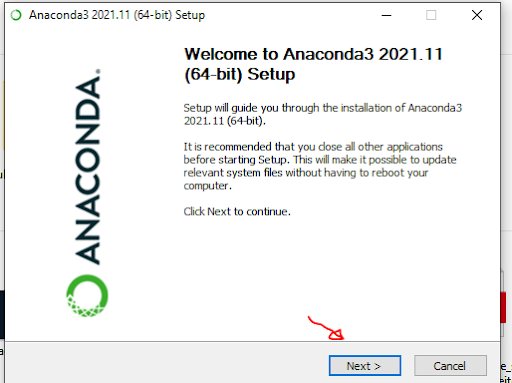 Anaconda3 2021.11 (64-bit) Setup
Welcome to Anaconda3 2021.11
(64-bit) Setup
Setup will guide you through the installation of Anaconda3
2021.11 (64-bit).
It is recommended that you close all other applications
before starting Setup. This will make it possible to update
relevant system files without having to reboot your
computer.
Click Next to continue.
ANACONDA.
Next >
Cancel